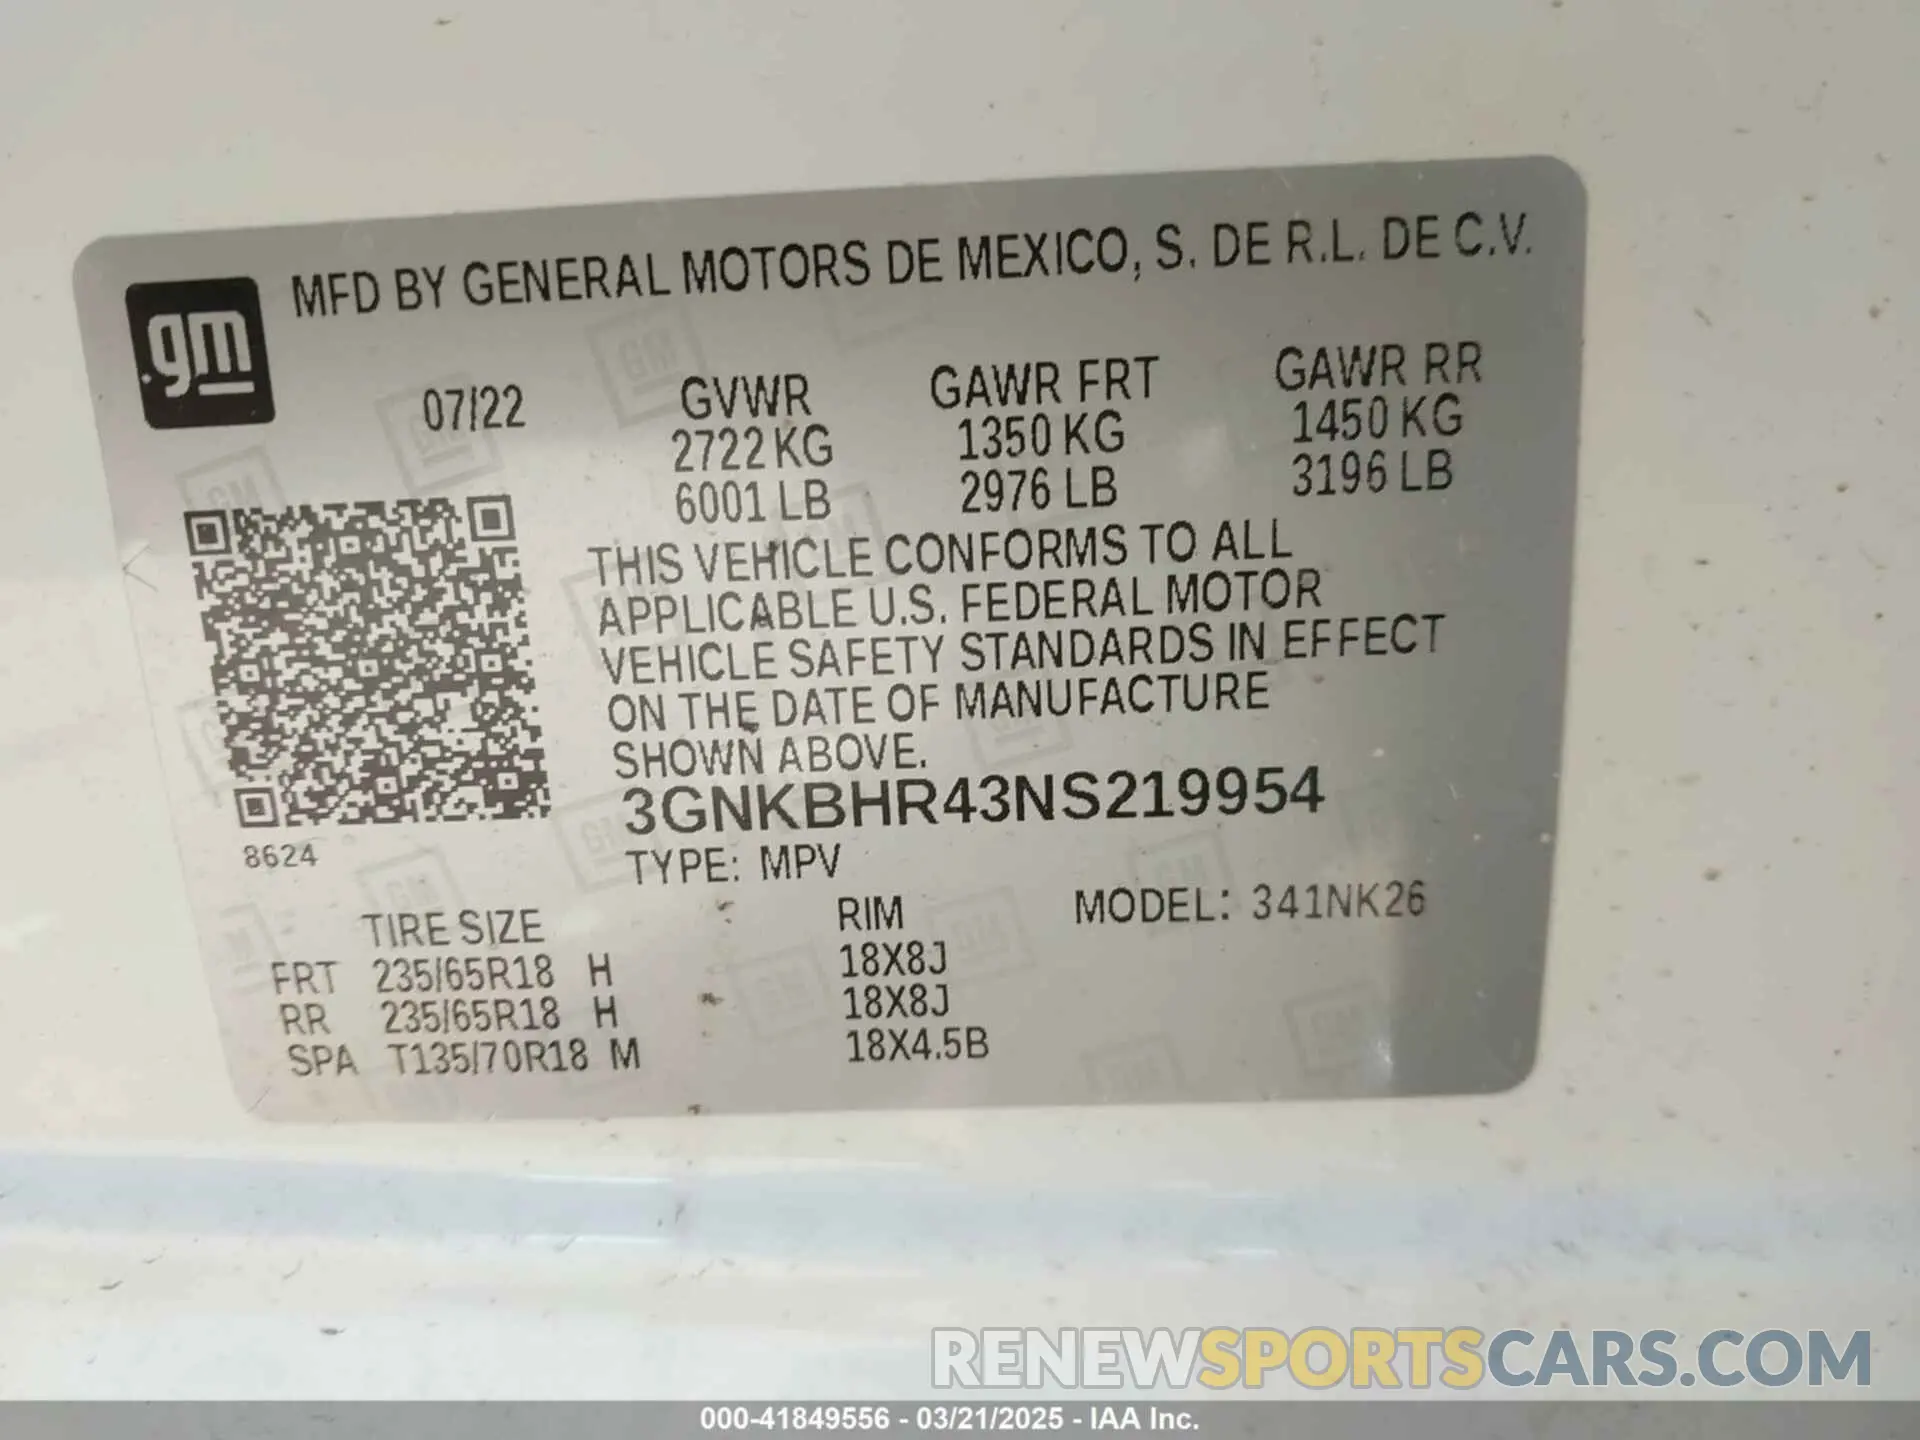 gm
MFD BY GENERAL MOTORS DE MEXICO, S. DE R.L. DE C.V.
07/22 GVWR GAWR FRT GAWR RR
2722 KG 1350 KG 1450 KG
6001 LB 2976 LB 3196 LB
THIS VEHICLE CONFORMS TO ALL
APPLICABLE U.S. FEDERAL MOTOR
VEHICLE SAFETY STANDARDS IN EFFECT
ON THE DATE OF MANUFACTURE
SHOWN ABOVE.
3GNKBHR43NS219954
8624
TYPE: MPV
TIRE SIZE RIM MODEL: 341NK26
FRT 235/65R18 H 18X8J
RR 235/65R18 H 18X8J
SPA T135/70R18 M 18X4.5B
RENEWSPORTSCARS.COM
000-41849556 - 03/21/2025 - IAA Inc.